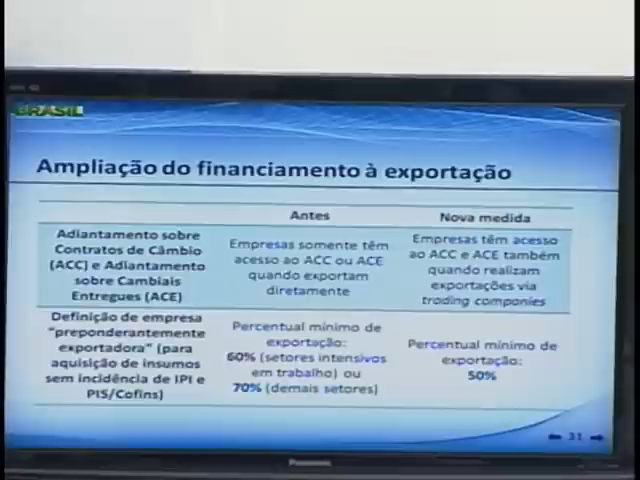 BRASIL
Ampliação do financiamento à exportação
Antes
Nova medida
Adiantamento sobre
Contratos de Câmbio
(ACC) e Adiantamento
sobre Cambiais
Entregues (ACE)
Empresas somente têm
acesso ao ACC ou ACE
quando exportam
diretamente
Empresas têm acesso
ao ACC e ACE também
quando realizam
exportações via
trading companies
Definição de empresa
“preponderantemente
exportadora” (para
aquisição de insumos
sem incidência de IPI e
PIS/Cofins)
Percentual mínimo de
exportação:
60% (setores intensivos
em trabalho) ou
70% (demais setores)
Percentual mínimo de
exportação:
50%
31
Panasonic